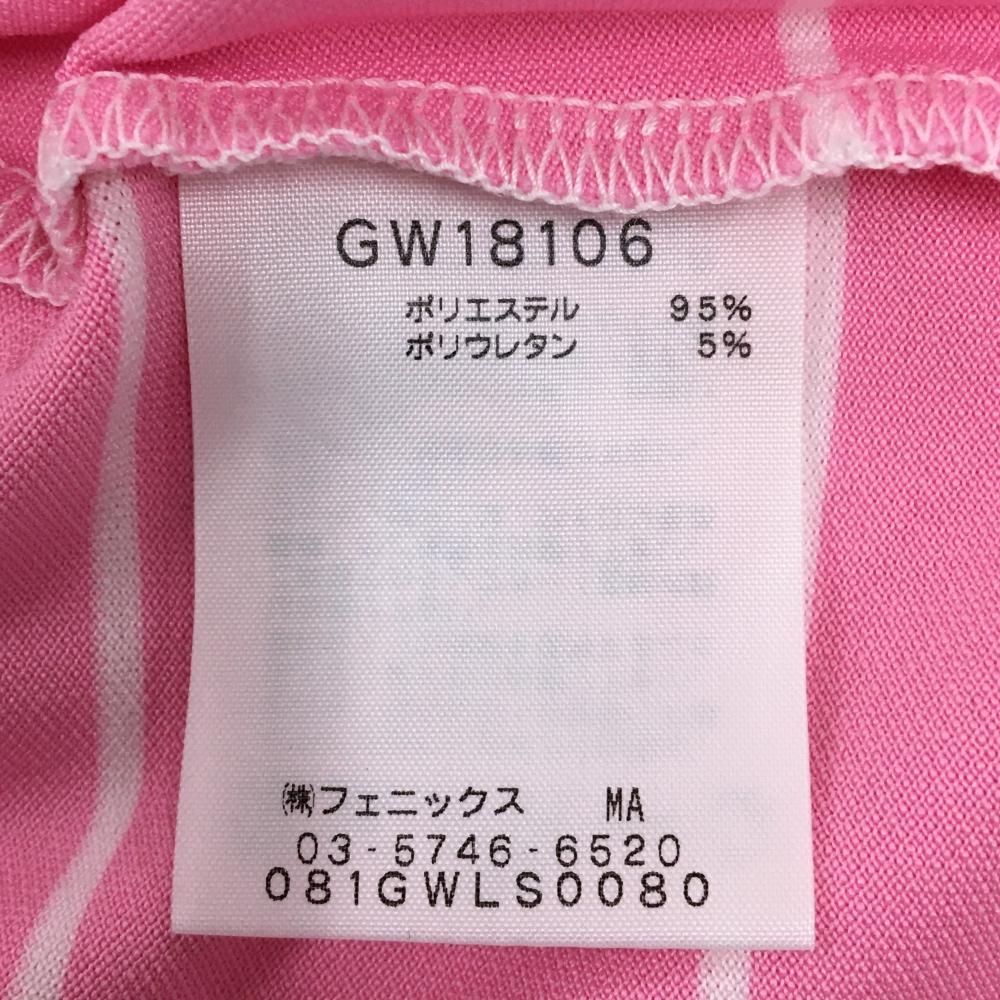 GW18106
ポリエステル 95%
ポリウレタン 5%
㈱フェニックス MA
03-5746-6520
081GWLS0080